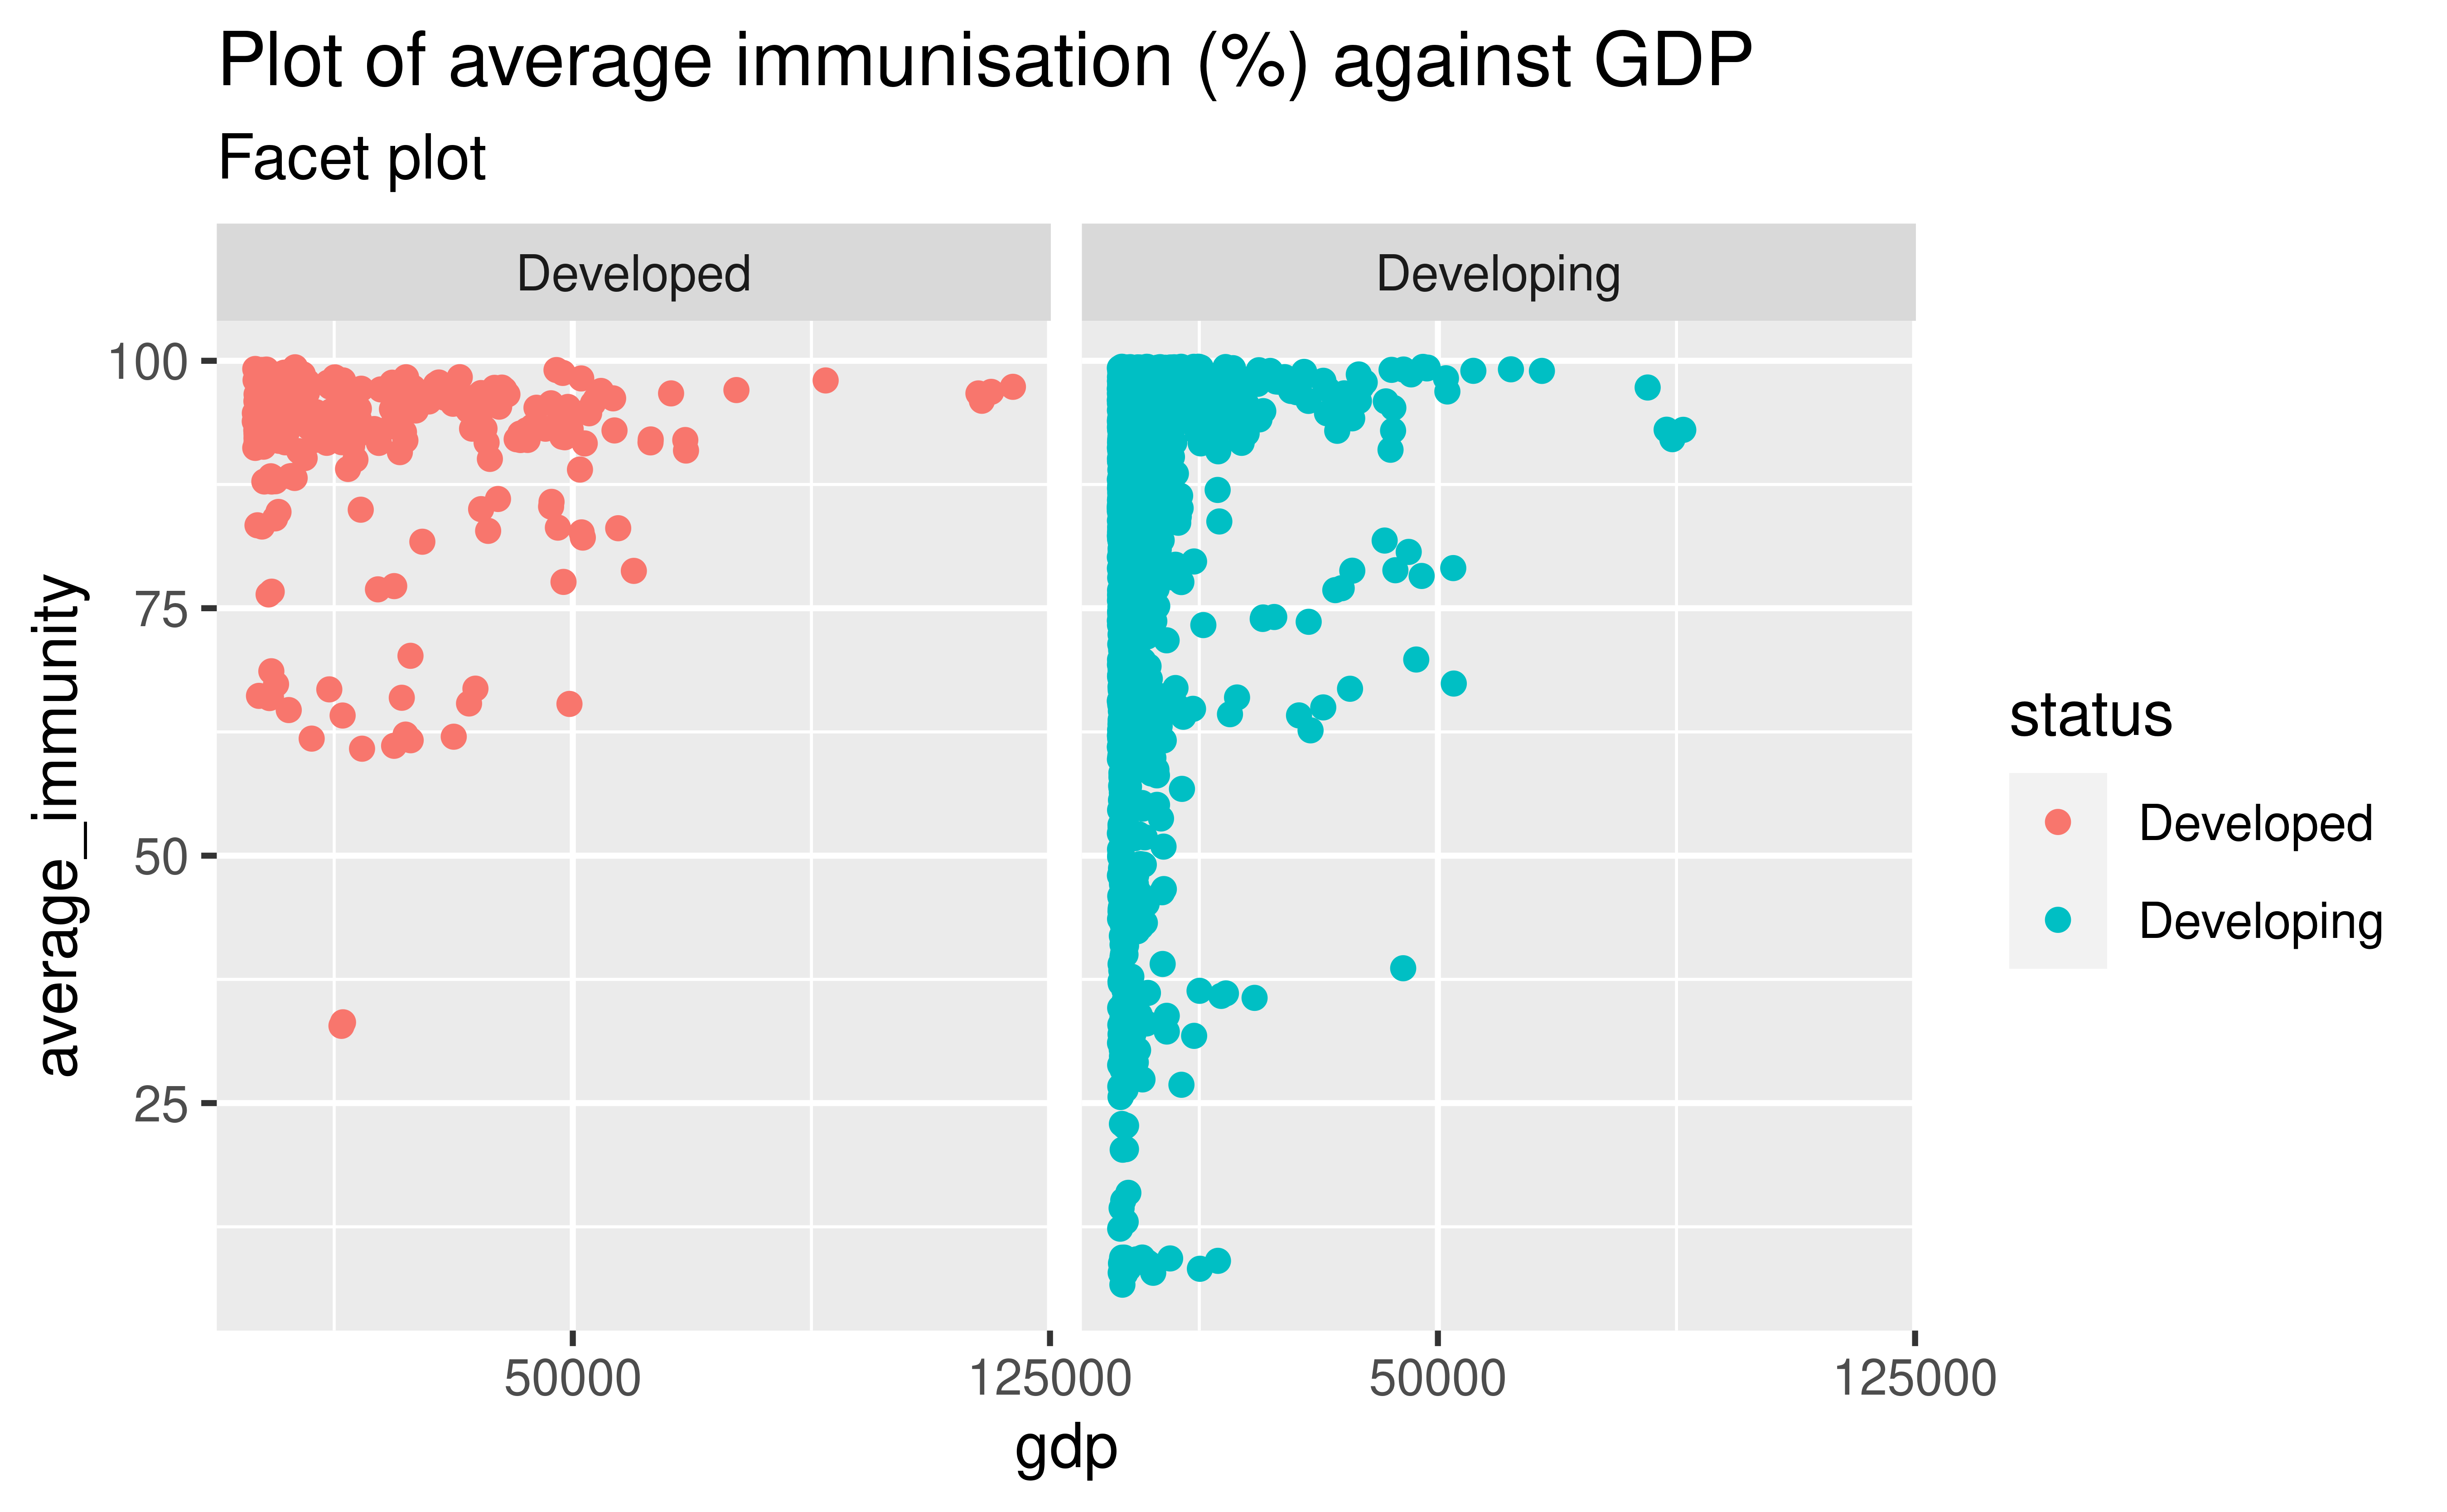 Plot of average immunisation (%) against GDP
Facet plot
Developed
Developing
100
75
50
25
average_immunity
50000
125000
50000
125000
gdp
status
Developed
Developing